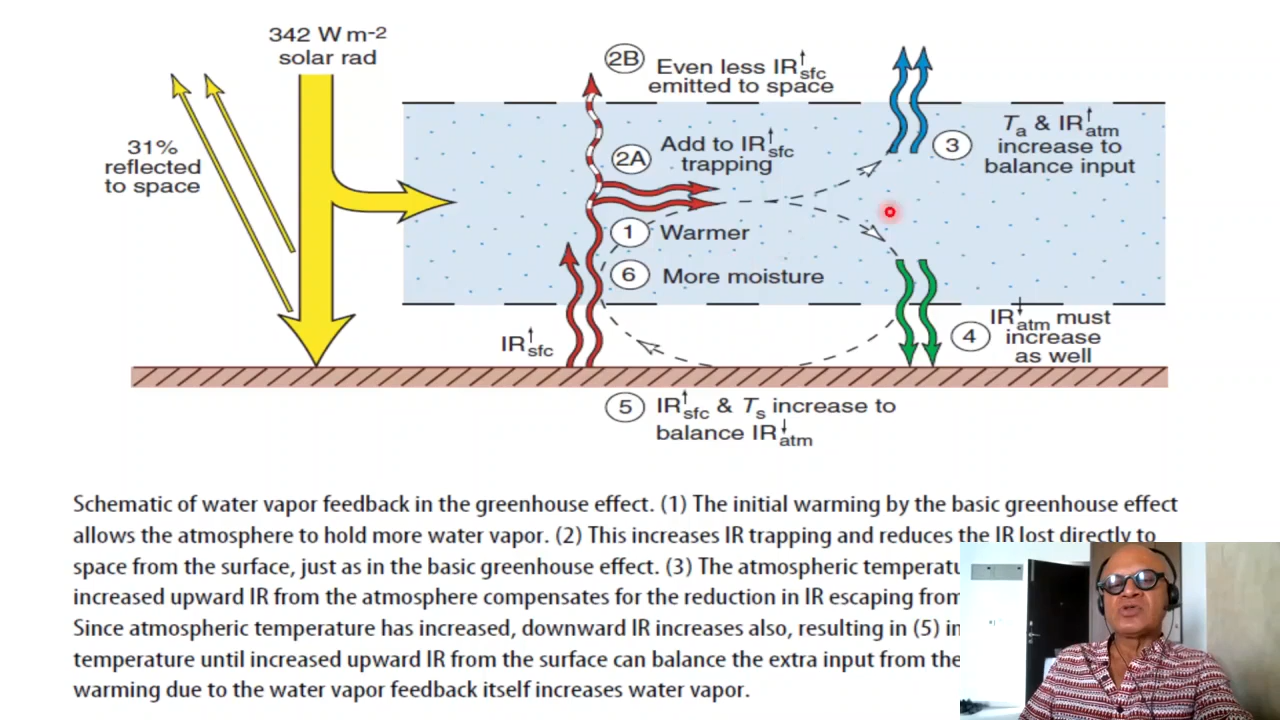 342 W m-2
solar rad
31%
reflected
to space
2B Even less IR↑sfc
emitted to space
2A Add to IR↑sfc
trapping
3 Ta & IR↑atm
increase to
balance input
1 Warmer
6 More moisture
IR↑sfc
4 IR↓atm must
increase
as well
5 IR↑sfc & Ts increase to
balance IR↓atm
Schematic of water vapor feedback in the greenhouse effect. (1) The initial warming by the basic greenhouse effect
allows the atmosphere to hold more water vapor. (2) This increases IR trapping and reduces the IR lost directly to
space from the surface, just as in the basic greenhouse effect. (3) The atmospheric
increased upward IR from the atmosphere compensates for the reduction in IR escaping from
Since atmospheric temperature has increased, downward IR increases also, resulting in (5)
temperature until increased upward IR from the surface can balance the extra input from the
warming due to the water vapor feedback itself increases water vapor.